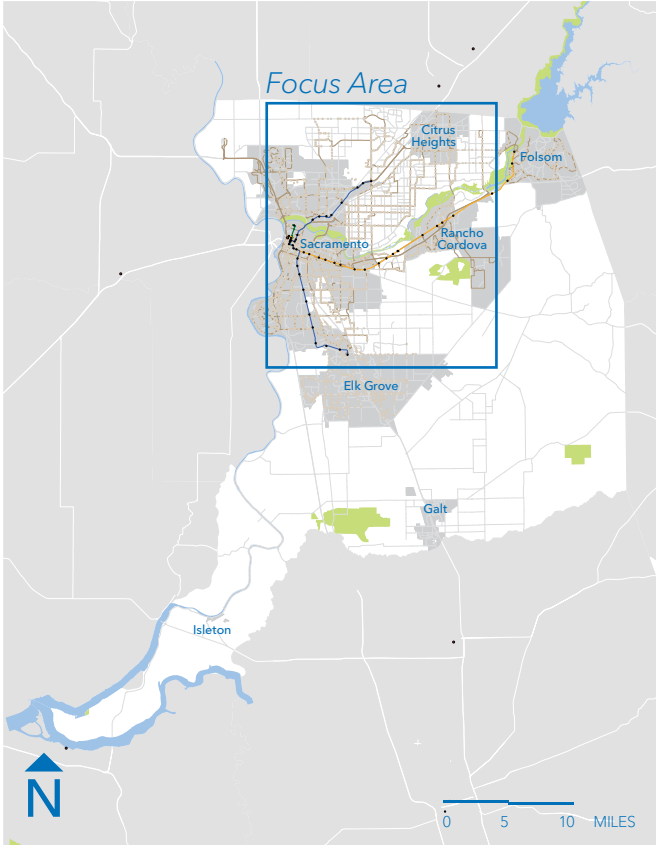 Focus Area
Citrus
Heights
Folsom
Sacramento
Rancho
Cordova
Elk Grove
Galt
Isleton
N
0 5 10 MILES